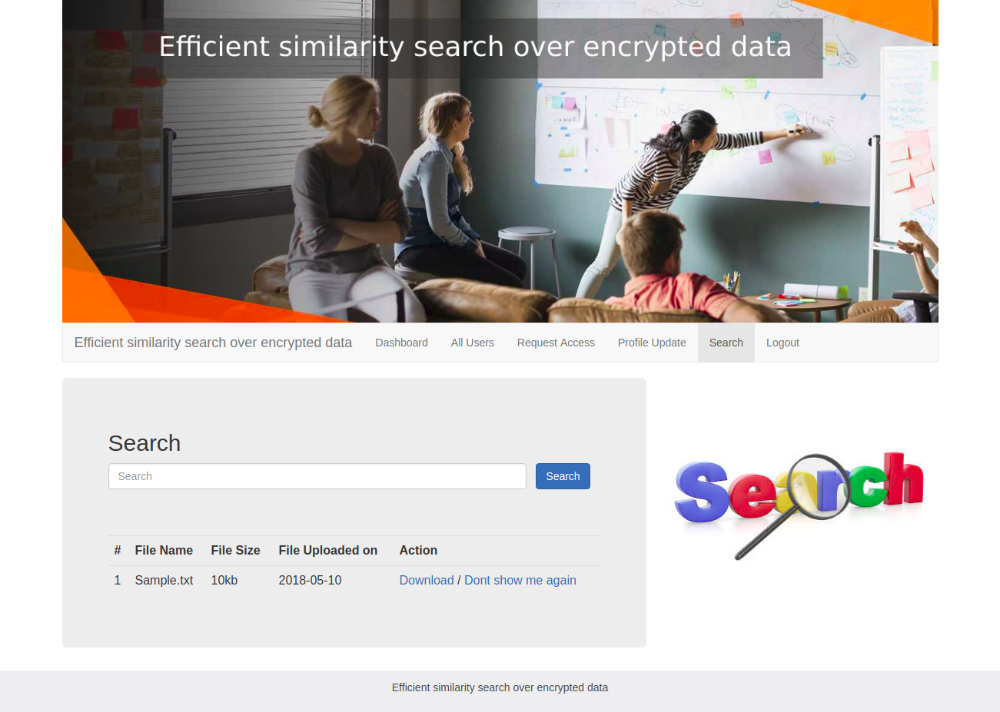 Efficient similarity search over encrypted data
Efficient similarity search over encrypted data Dashboard All Users Request Access Profile Update Search Logout
Search
Search Search
Search
# File Name File Size File Uploaded on Action
1 Sample.txt 10kb 2018-05-10 Download / Dont show me again
Efficient similarity search over encrypted data